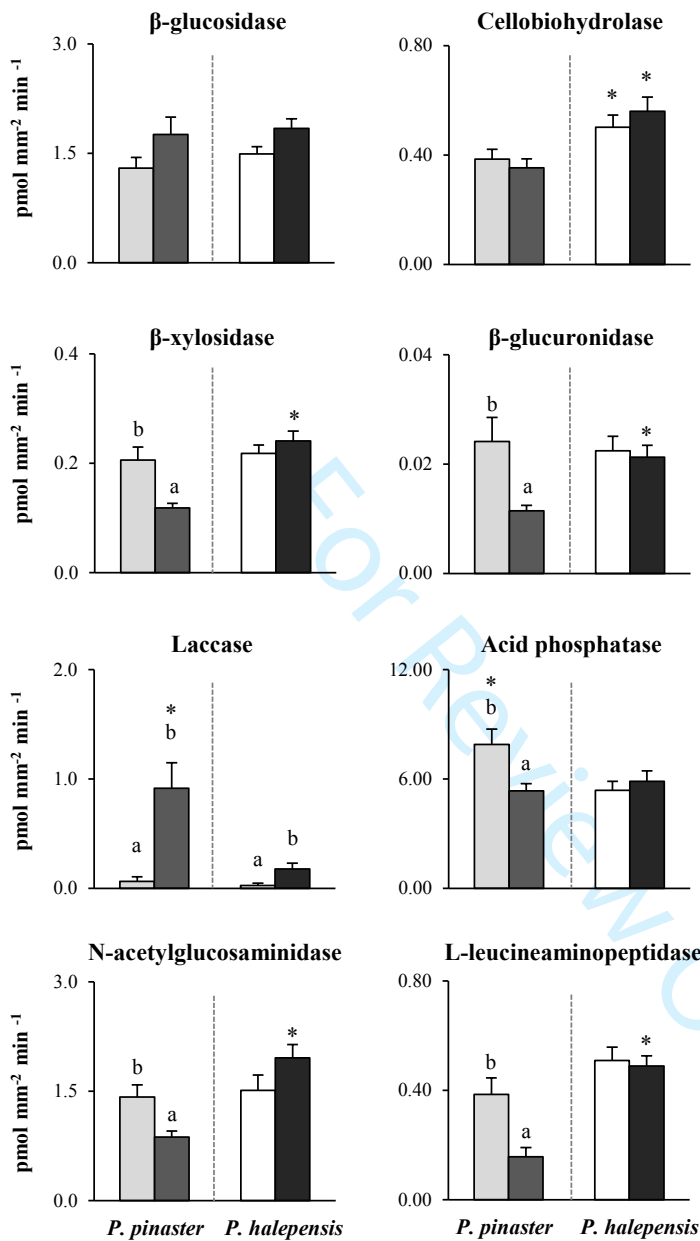 β-glucosidase
Cellobiohydrolase
pmol mm-2 min -1
3.0
1.5
0.0
0.80
* *
0.40
0.00
β-xylosidase
β-glucuronidase
pmol mm-2 min -1
0.4
b
*
0.2
a
0.0
0.04
b
*
0.02
a
0.00
Laccase
Acid phosphatase
pmol mm-2 min -1
2.0
*
b
1.0
a
a
b
0.0
12.00
*
b
a
6.00
0.00
N-acetylglucosaminidase
L-leucineaminopeptidase
pmol mm-2 min -1
3.0
*
b
1.5
a
0.0
0.80
*
b
0.40
a
0.00
P. pinaster P. halepensis
P. pinaster P. halepensis
For Review O